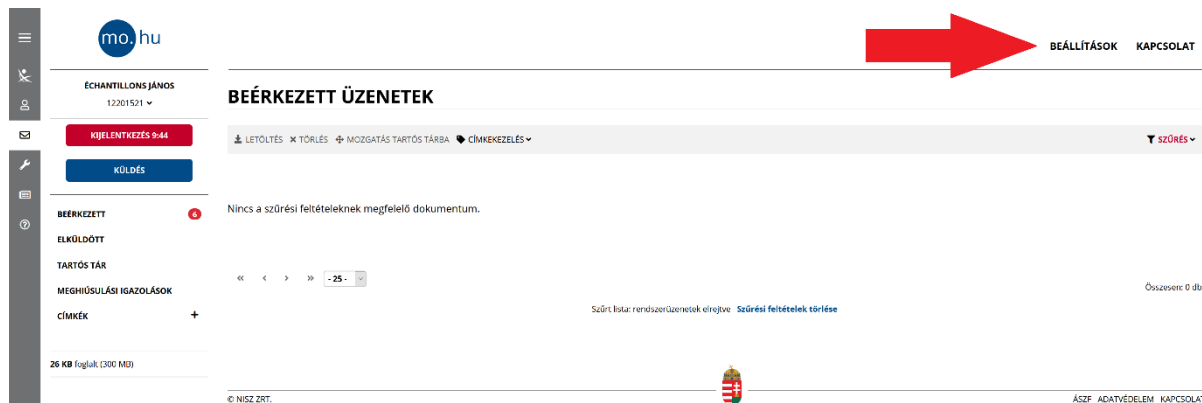 mo.hu
BEÁLLÍTÁSOK KAPCSOLAT
ÉCHANTILLONS JÁNOS
12201521
KIJELENTKEZÉS 9:44
KÜLDÉS
BEÉRKEZETT 6
ELKÜLDÖTT
TARTÓS TÁR
MEGHIÚSULÁSI IGAZOLÁSOK
CÍMKÉK +
26 KB foglalt (300 MB)
BEÉRKEZETT ÜZENETEK
LETÖLTÉS × TÖRLÉS MOZGATÁS TARTÓS TÁRBA CÍMKEKEZELÉS SZŰRÉS
Nincs a szűrési feltételeknek megfelelő dokumentum.
« ‹ › » - 25 -
Összesen: 0 db
Szűrt lista: rendszerüzenetek elrejtve Szűrési feltételek törlése
© NISZ ZRT. ÁSZF ADATVÉDELEM KAPCSOLAT